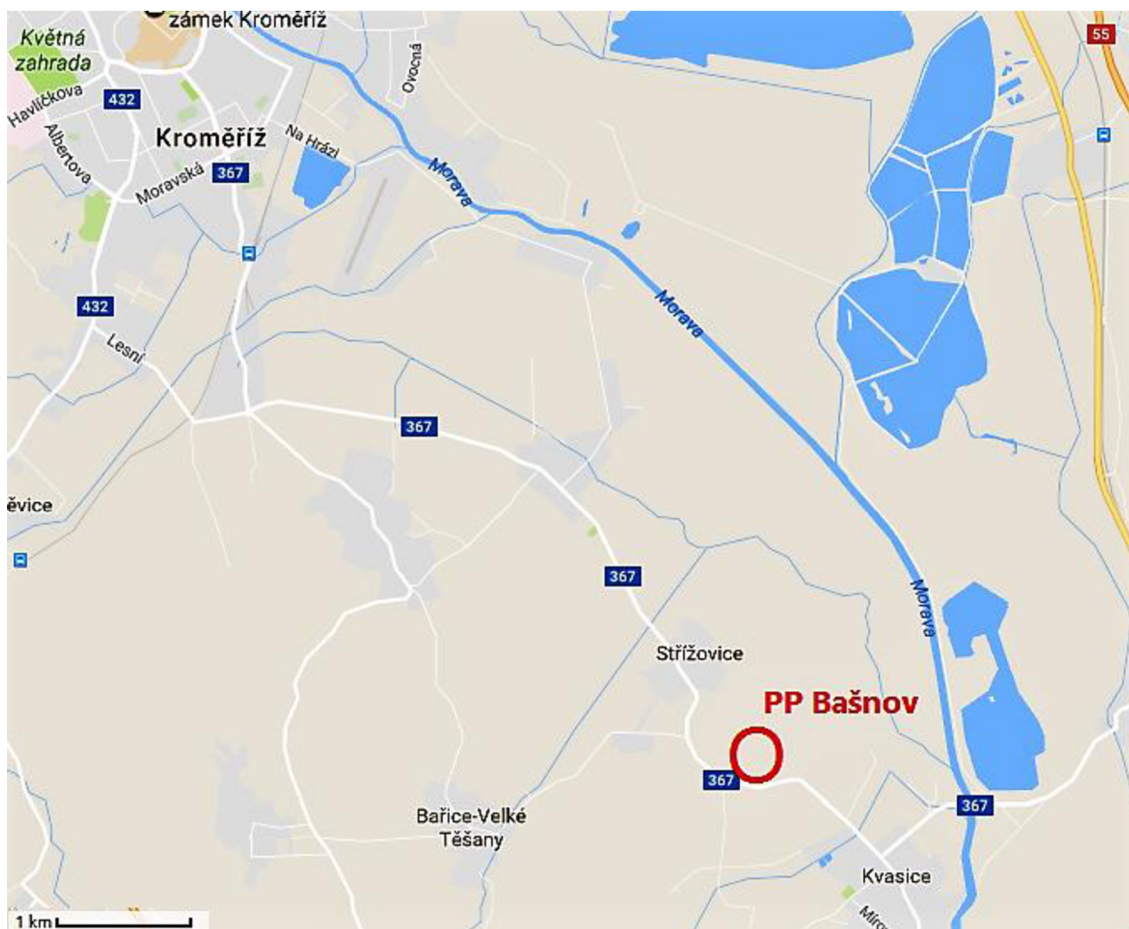 zámek Kroměříž
Květná
zahrada
55
Ovocná
Havlíčkova
432
Na Hrázi
Albertova
Kroměříž
Moravská
367
Morava
Morava
432
Lesní
367
ěvice
367
Morava
Střížovice
PP Bašnov
367
367
Bařice-Velké
Těšany
Kvasice
Mírov
1 km